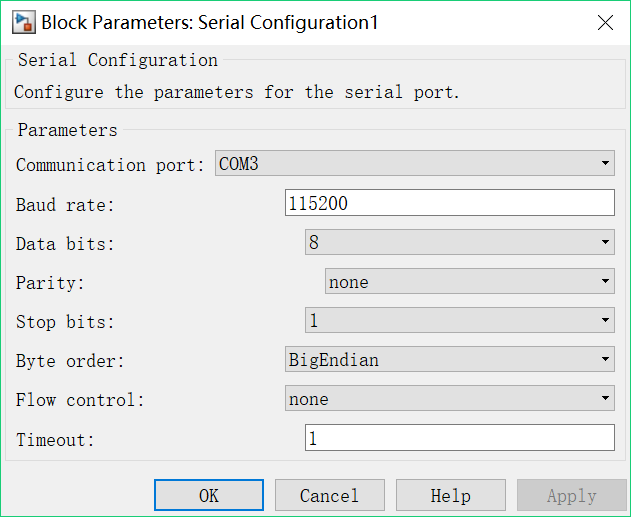 Block Parameters: Serial Configuration1
Serial Configuration
Configure the parameters for the serial port.
Parameters
Communication port: COM3
Baud rate: 115200
Data bits: 8
Parity: none
Stop bits: 1
Byte order: BigEndian
Flow control: none
Timeout: 1
OK Cancel Help Apply